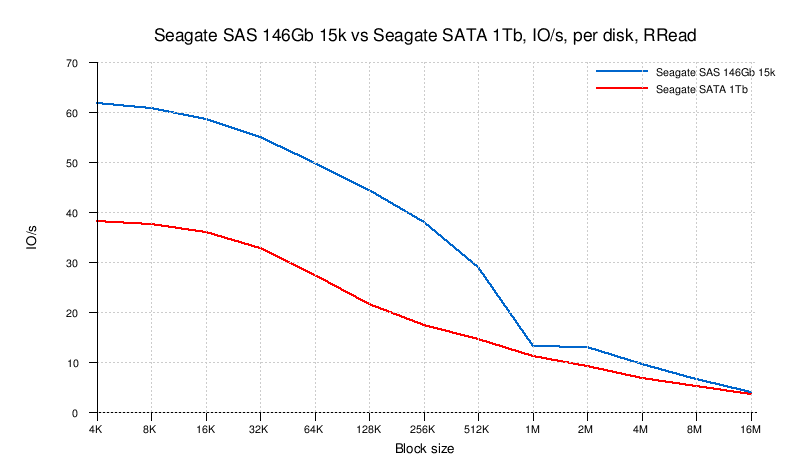 Seagate SAS 146Gb 15k vs Seagate SATA 1Tb, IO/s, per disk, RRead
Seagate SAS 146Gb 15k
Seagate SATA 1Tb
IO/s
70
60
50
40
30
20
10
0
4K 8K 16K 32K 64K 128K 256K 512K 1M 2M 4M 8M 16M
Block size